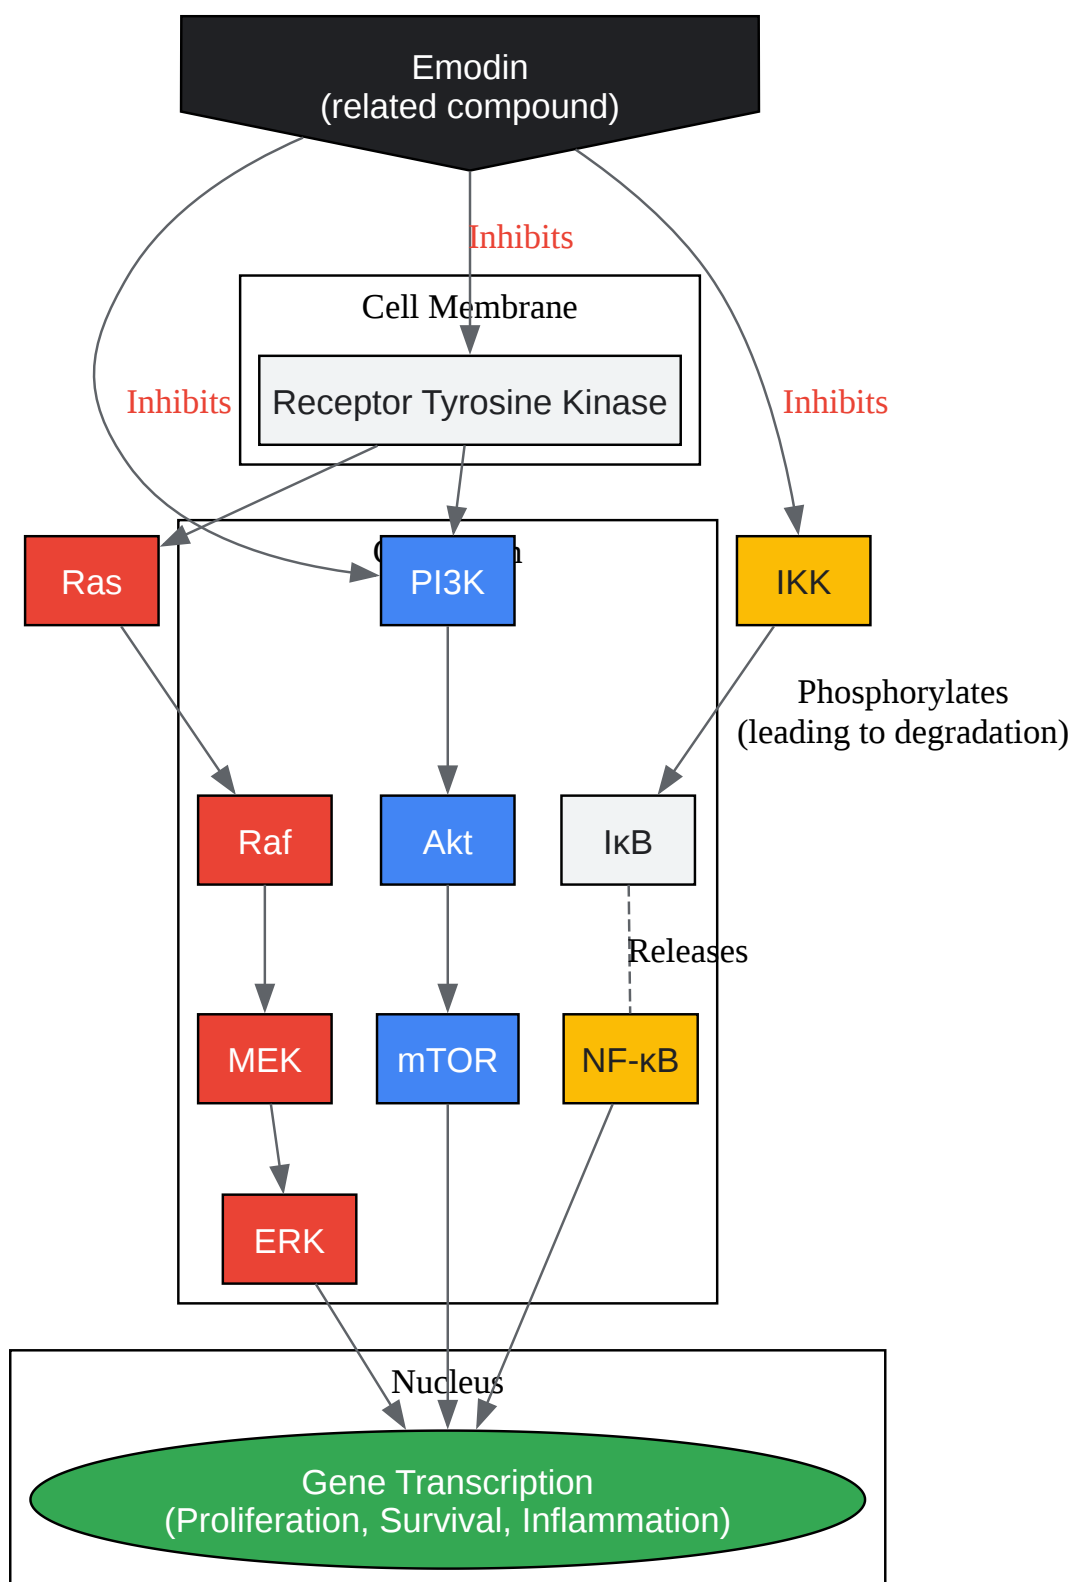 Emodin
(related compound)
Inhibits
Cell Membrane
Receptor Tyrosine Kinase
Inhibits
Inhibits
Ras
PI3K
IKK
Phosphorylates
(leading to degradation)
Raf
Akt
IκB
Releases
MEK
mTOR
NF-κB
ERK
Nucleus
Gene Transcription
(Proliferation, Survival, Inflammation)